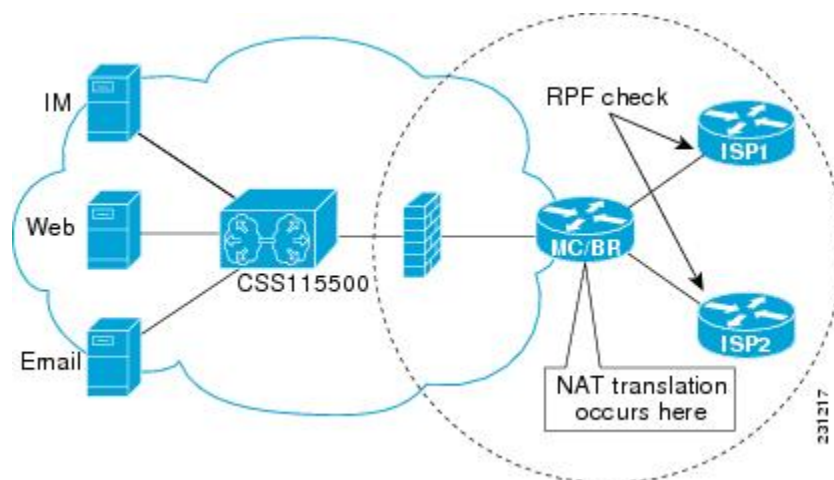 IM
RPF check
ISP1
Web
MC/BR
CSS115500
ISP2
Email
NAT translation
occurs here
231217